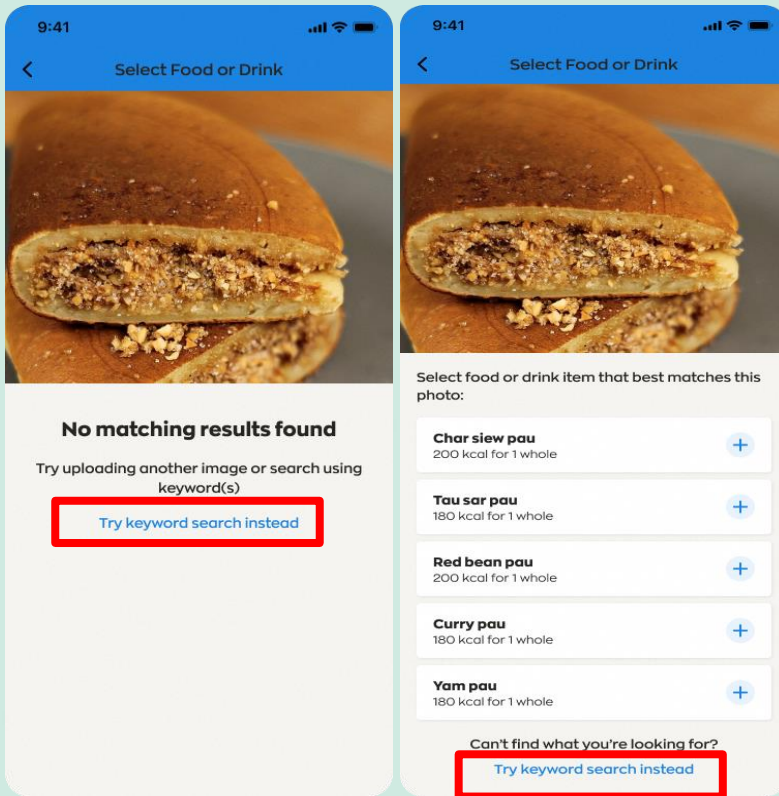 9:41
Select Food or Drink
No matching results found
Try uploading another image or search using
keyword(s)
Try keyword search instead
9:41
Select Food or Drink
Select food or drink item that best matches this
photo:
Char siew pau
200 kcal for 1 whole
Tau sar pau
180 kcal for 1 whole
Red bean pau
200 kcal for 1 whole
Curry pau
180 kcal for 1 whole
Yam pau
180 kcal for 1 whole
Can't find what you're looking for?
Try keyword search instead